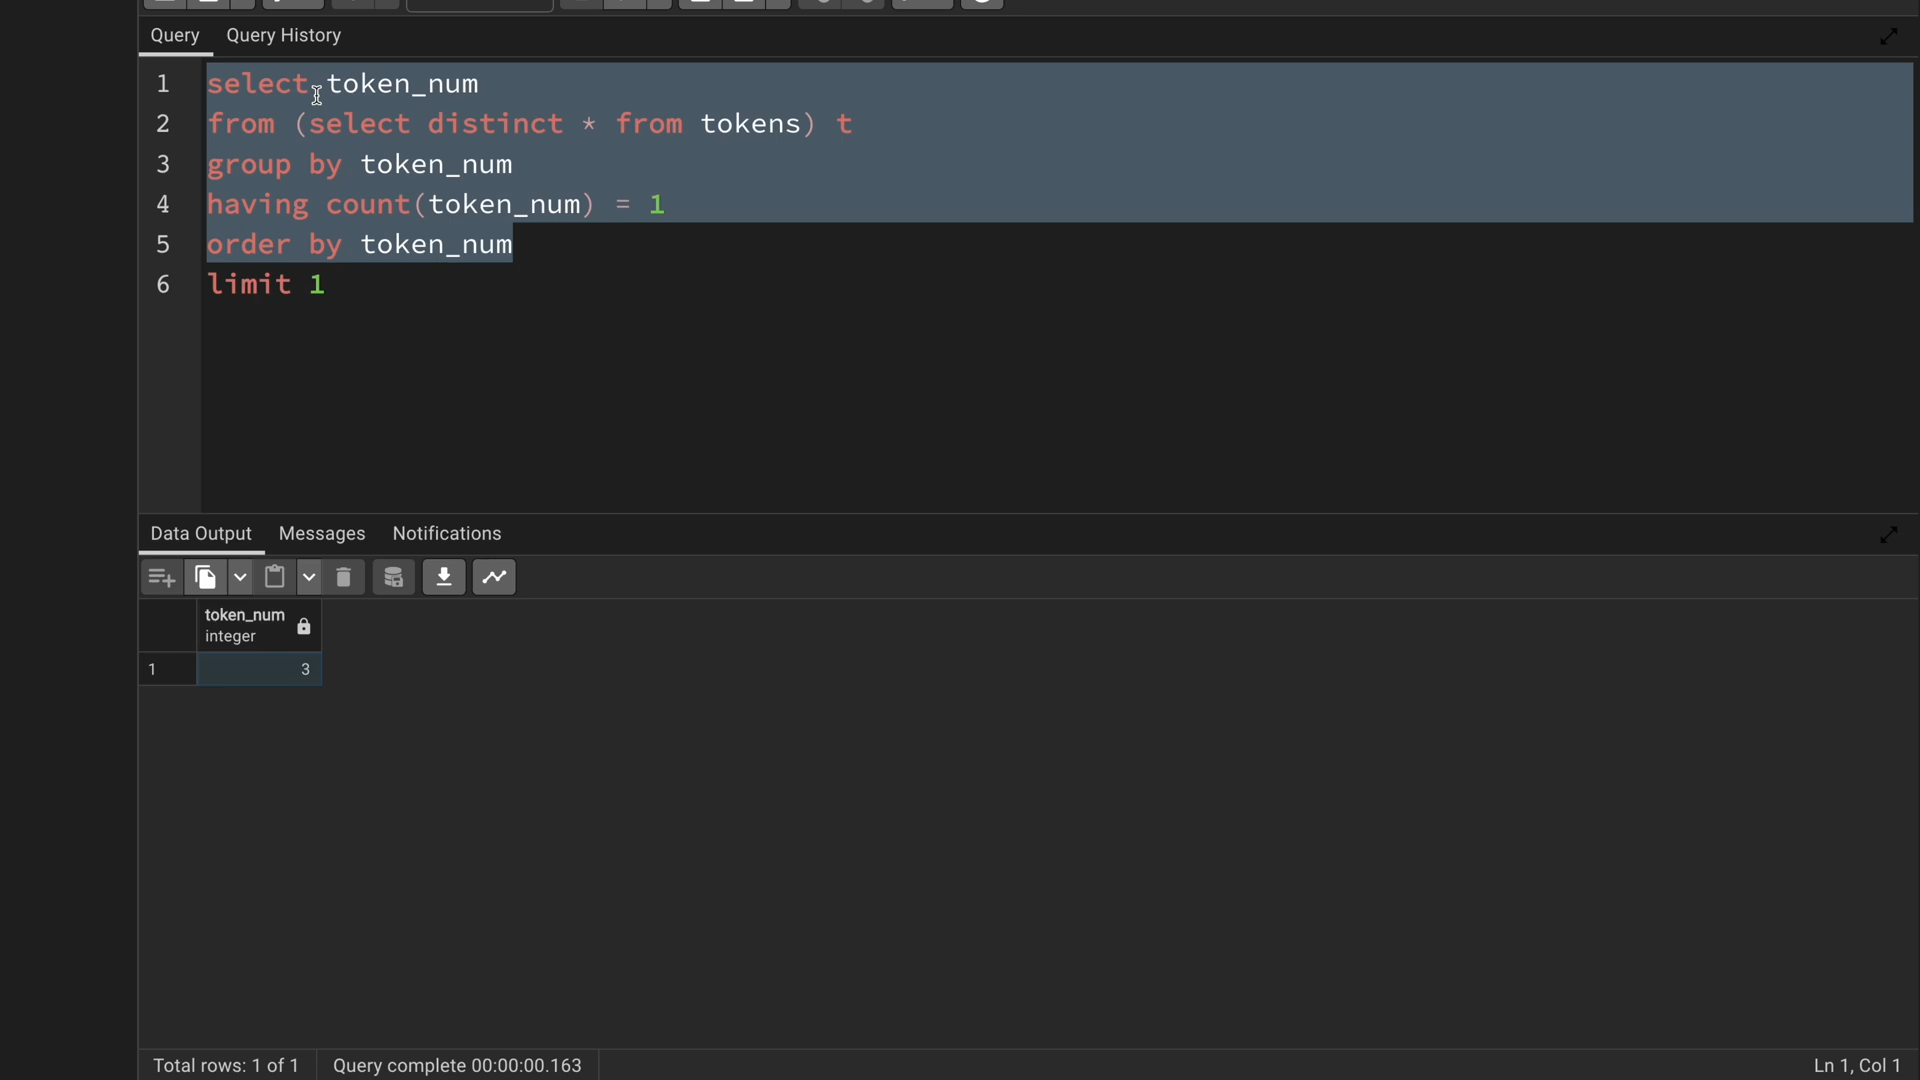 Query Query History
1 select token_num
2 from (select distinct * from tokens) t
3 group by token_num
4 having count(token_num) = 1
5 order by token_num
6 limit 1
Data Output Messages Notifications
token_num
integer
1 3
Total rows: 1 of 1 Query complete 00:00:00.163 Ln 1, Col 1